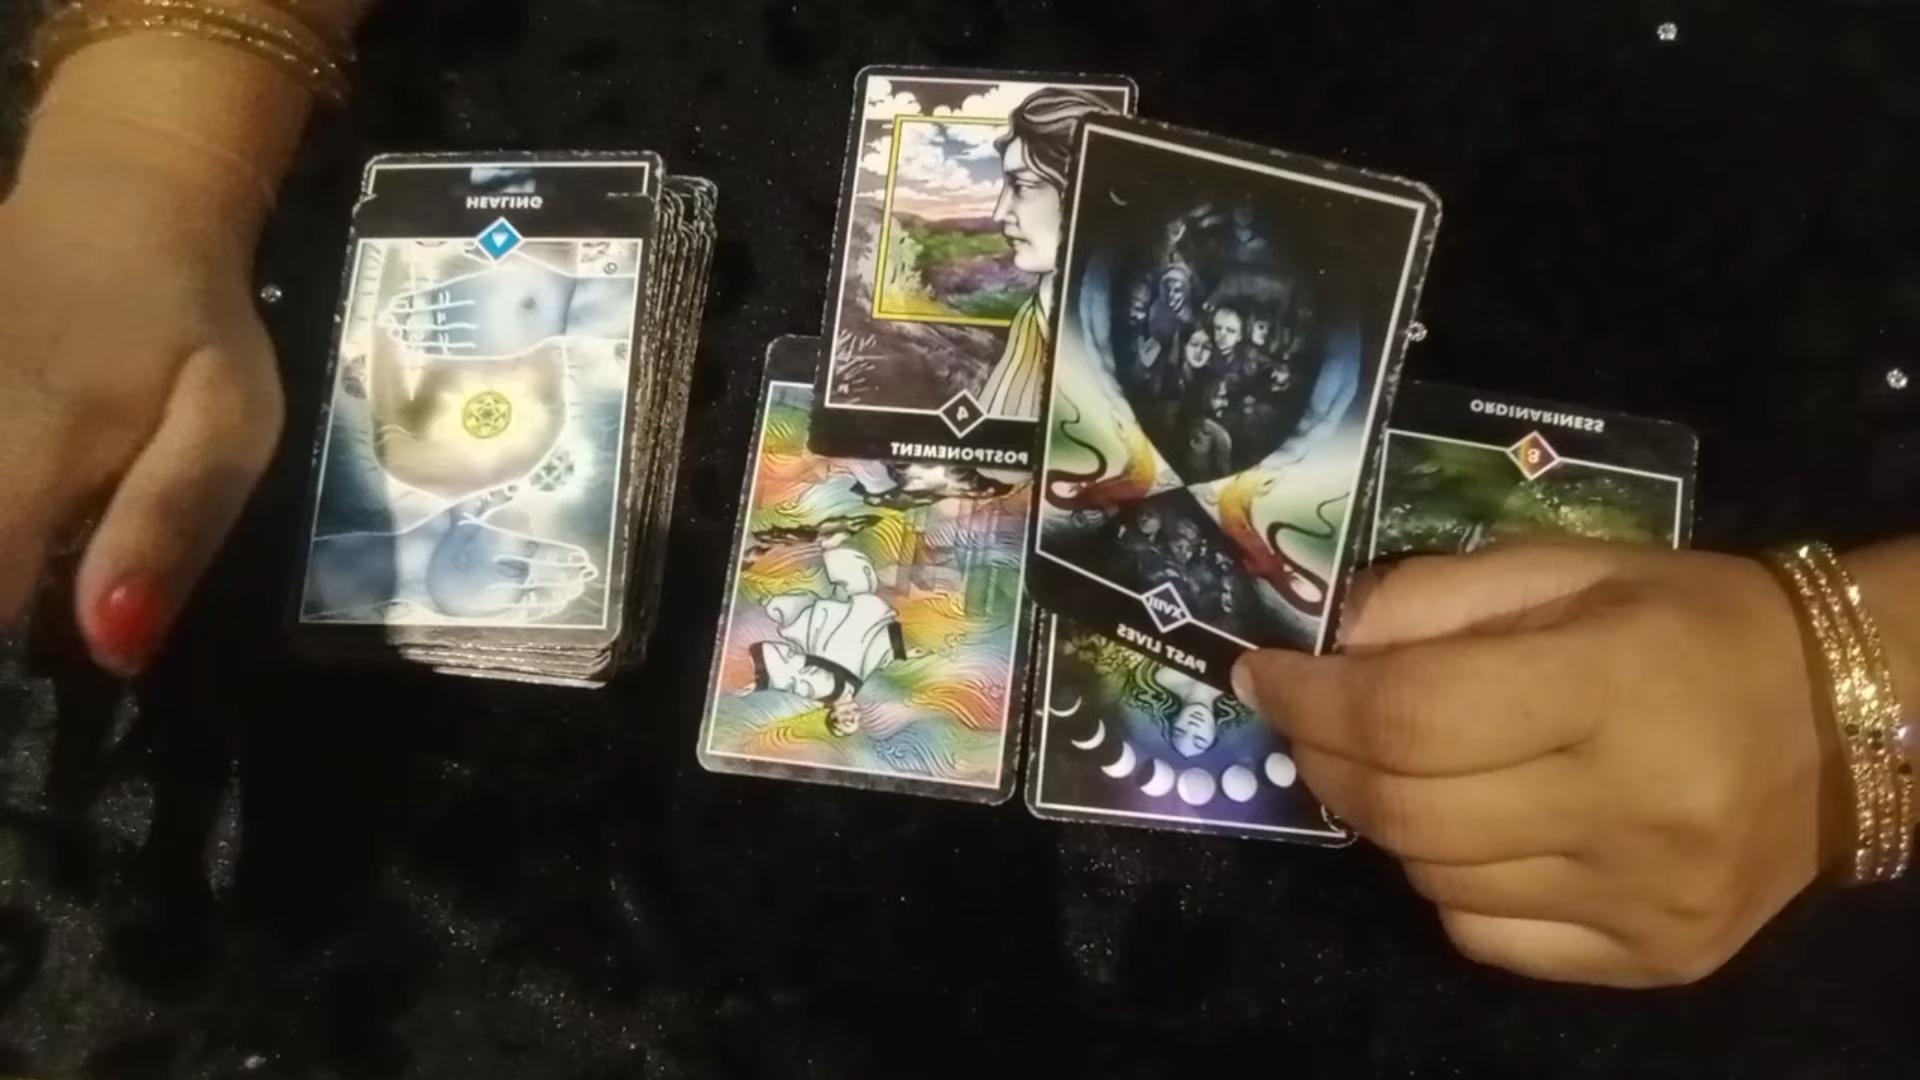 HEALING
4
POSTPONEMENT
XVIII
PAST LIVES
ORDINARINESS
8